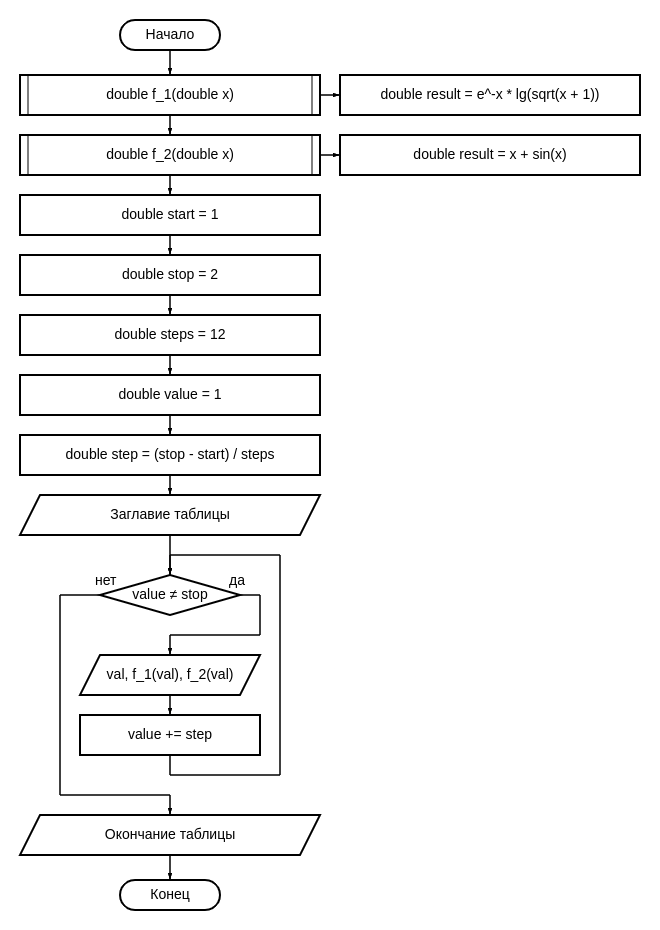 Начало
double f_1(double x)
double result = e^-x * lg(sqrt(x + 1))
double f_2(double x)
double result = x + sin(x)
double start = 1
double stop = 2
double steps = 12
double value = 1
double step = (stop - start) / steps
Заглавие таблицы
нет
да
value ≠ stop
val, f_1(val), f_2(val)
value += step
Окончание таблицы
Конец